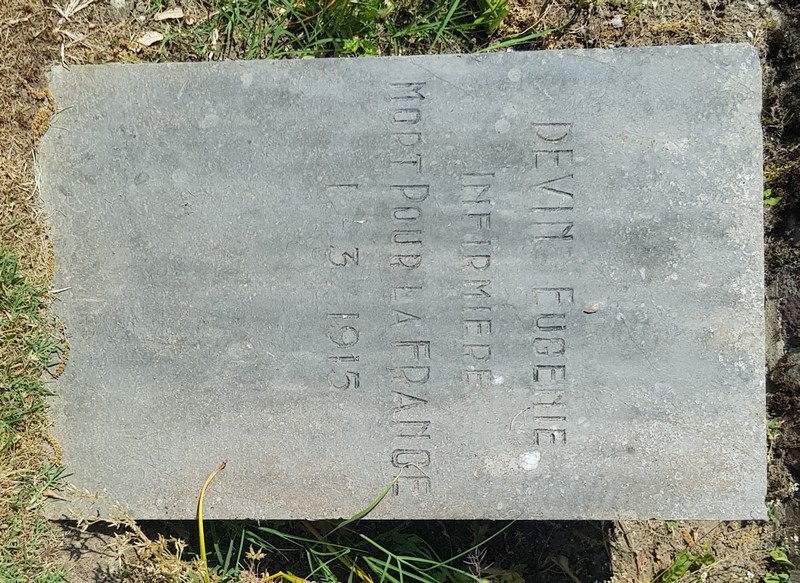 DEVIN EUGENIE
INFIRMIERE
MORT POUR LA FRANCE
1-3 1915